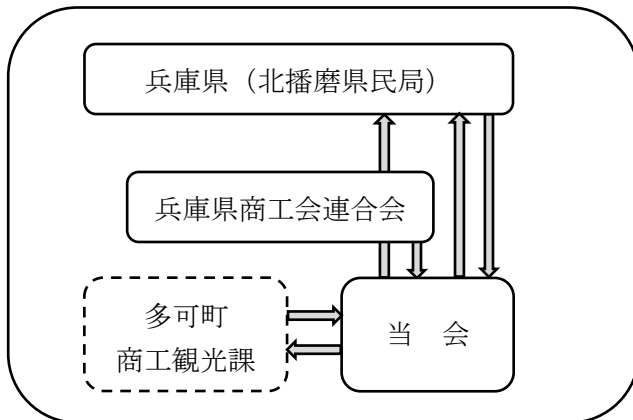 兵庫県（北播磨県民局）
兵庫県商工会連合会
多可町
商工観光課
当　会